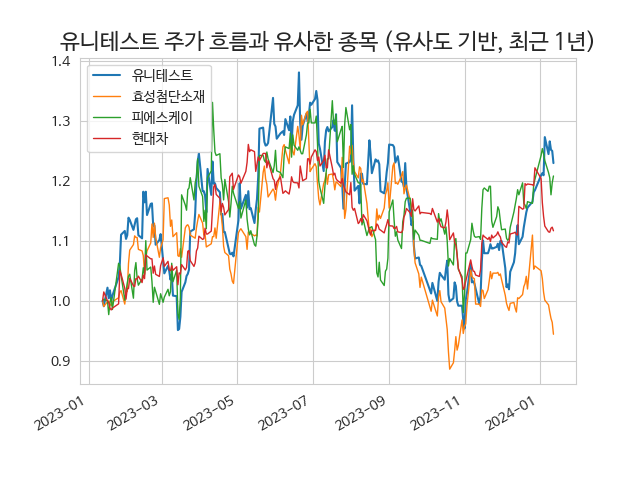 유니테스트 주가 흐름과 유사한 종목 (유사도 기반, 최근 1년)
1.4
1.3
1.2
1.1
1.0
0.9
유니테스트
효성첨단소재
피에스케이
현대차
2023-01
2023-03
2023-05
2023-07
2023-09
2023-11
2024-01